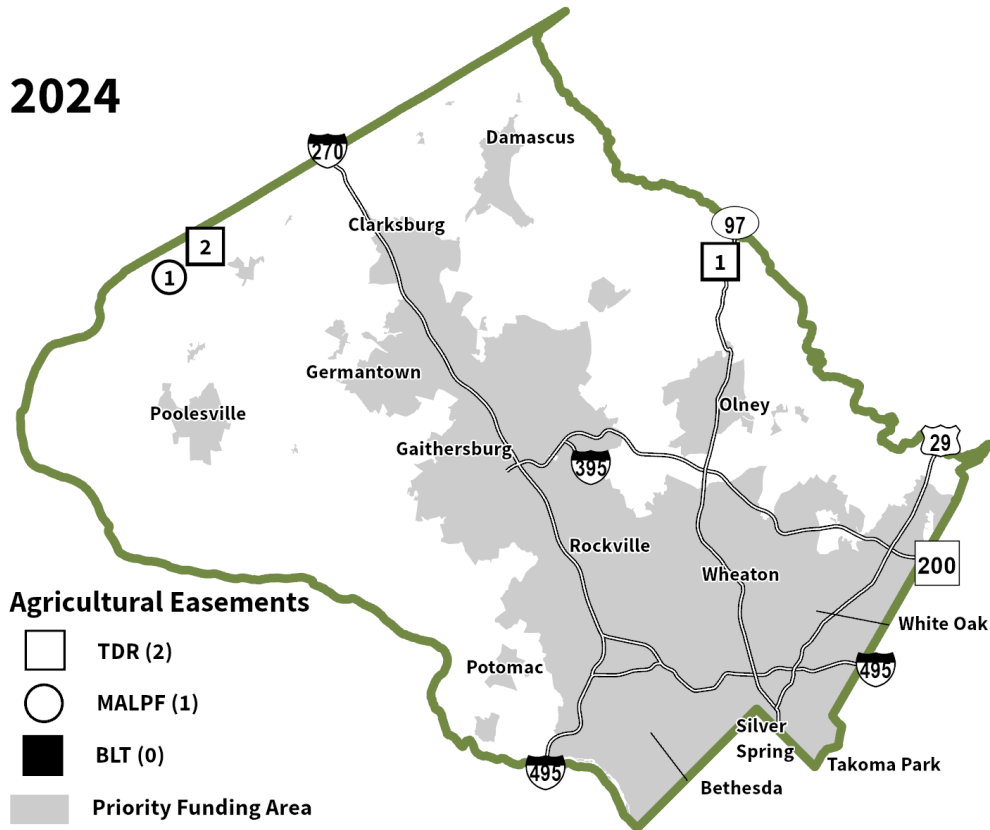 2024
270
Damascus
Clarksburg
97
2
1
1
Germantown
Poolesville
Olney
Gaithersburg
29
395
Rockville
Wheaton
200
Agricultural Easements
TDR (2)
MALPF (1)
BLT (0)
Priority Funding Area
White Oak
Potomac
495
Silver
Spring
Takoma Park
495
Bethesda